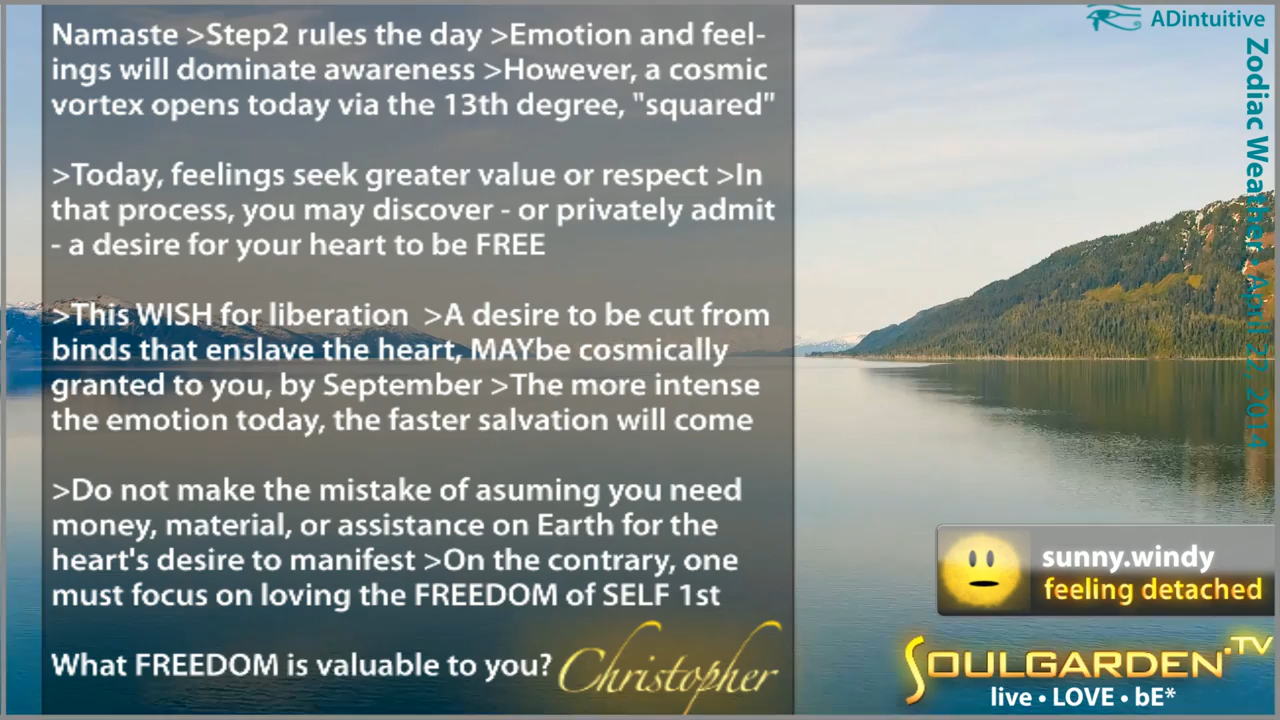 Namaste >Step2 rules the day >Emotion and feel-
ings will dominate awareness >However, a cosmic
vortex opens today via the 13th degree, "squared"
>Today, feelings seek greater value or respect >In
that process, you may discover - or privately admit
- a desire for your heart to be FREE
>This WISH for liberation  >A desire to be cut from
binds that enslave the heart, MAYbe cosmically
granted to you, by September >The more intense
the emotion today, the faster salvation will come
>Do not make the mistake of asuming you need
money, material, or assistance on Earth for the
heart's desire to manifest >On the contrary, one
must focus on loving the FREEDOM of SELF 1st
What FREEDOM is valuable to you?
Christopher
ADintuitive
Zodiac Weather • April 22, 2014
sunny.windy
feeling detached
SOULGARDEN.TV
live • LOVE • bE*